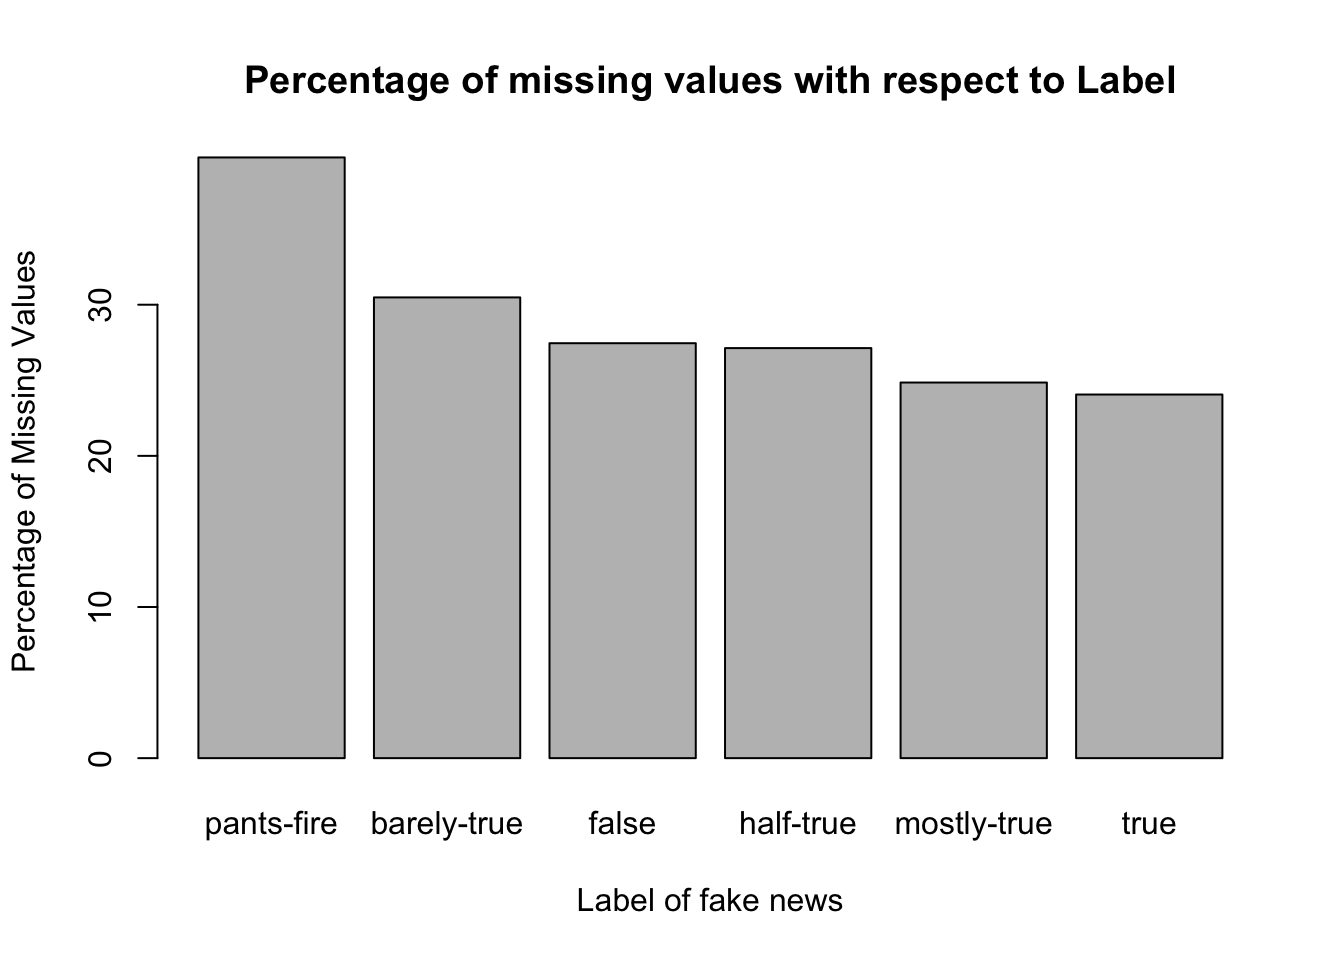 Percentage of missing values with respect to Label
Percentage of Missing Values
30
20
10
0
pants-fire barely-true false half-true mostly-true true
Label of fake news